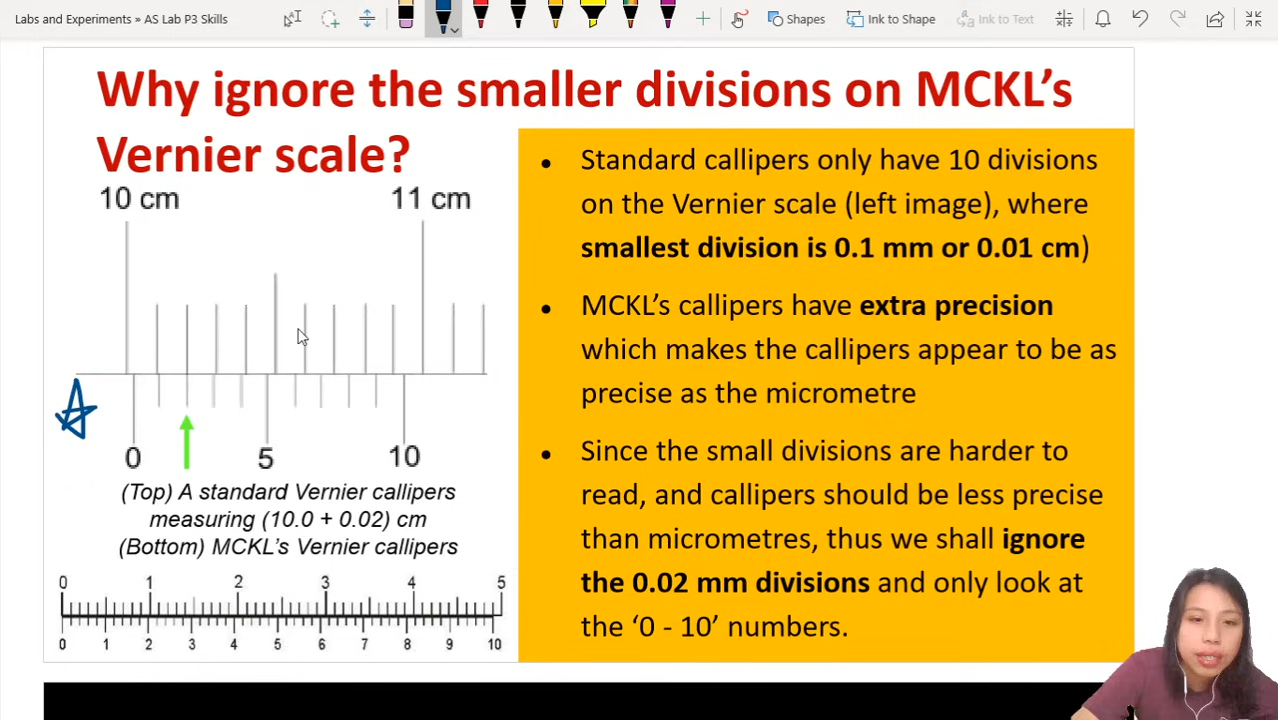 Labs and Experiments » AS Lab P3 Skills
Shapes
Ink to Shape
Ink to Text
Why ignore the smaller divisions on MCKL's
Vernier scale?
10 cm 11 cm
0 5 10
(Top) A standard Vernier callipers
measuring (10.0 + 0.02) cm
(Bottom) MCKL's Vernier callipers
0 1 2 3 4 5
0 1 2 3 4 5 6 7 8 9 10
• Standard callipers only have 10 divisions
on the Vernier scale (left image), where
smallest division is 0.1 mm or 0.01 cm)
• MCKL's callipers have extra precision
which makes the callipers appear to be as
precise as the micrometre
• Since the small divisions are harder to
read, and callipers should be less precise
than micrometres, thus we shall ignore
the 0.02 mm divisions and only look at
the '0 - 10' numbers.